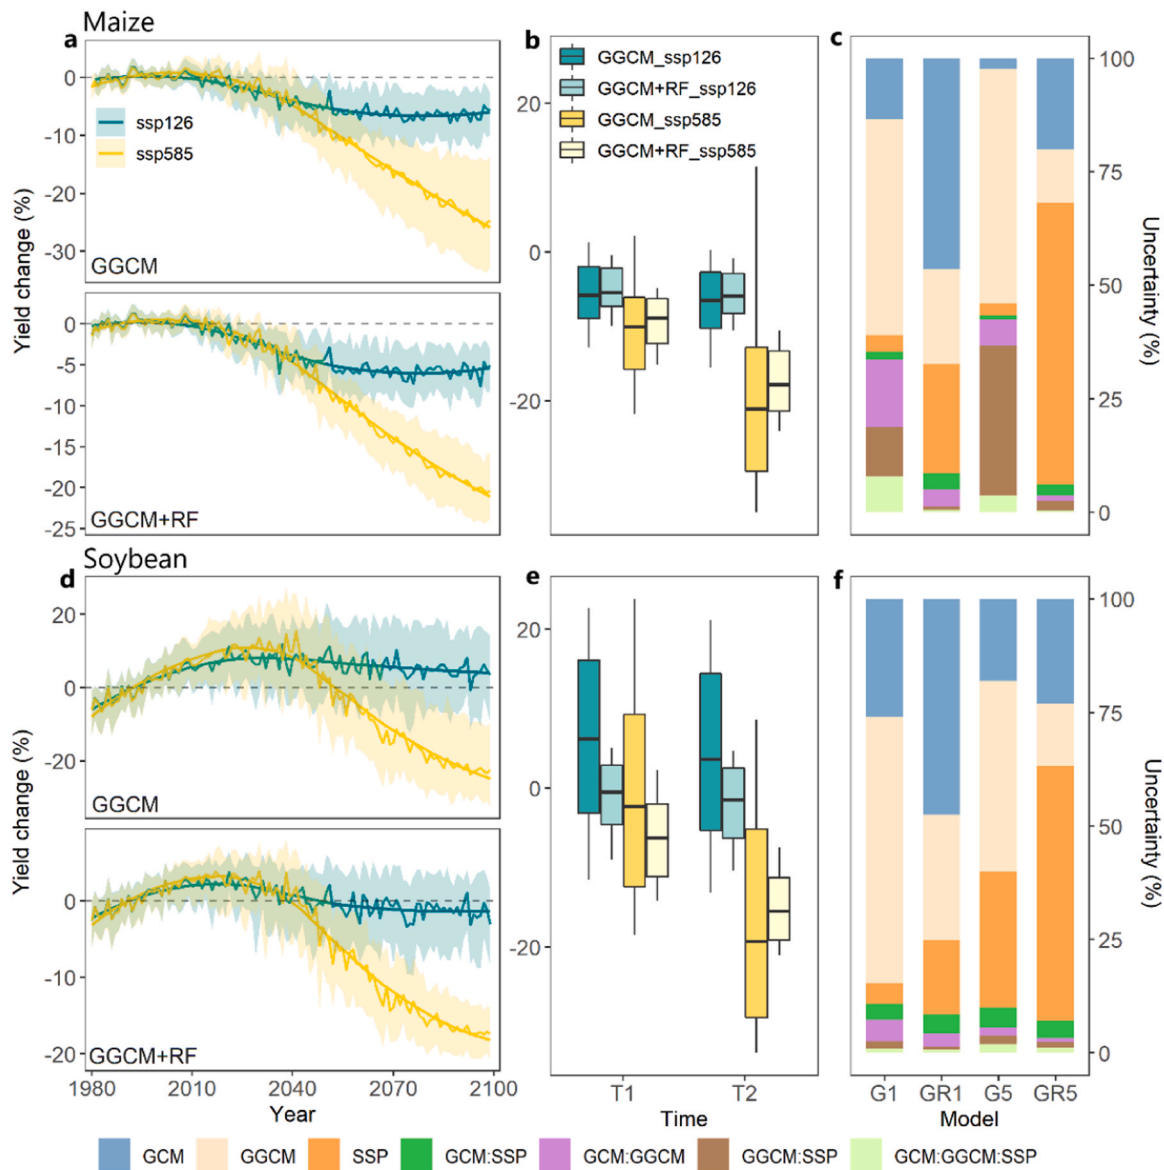 Maize
a
0
-10
-20
-30
ssp126
ssp585
GGCM
0
-5
-10
-15
-20
-25
GGCM+RF
Yield change (%)
b
GGCM_ssp126
GGCM+RF_ssp126
GGCM_ssp585
GGCM+RF_ssp585
20
0
-20
c
100
75
50
25
0
Uncertainty (%)
Soybean
d
20
0
-20
GGCM
0
-10
-20
GGCM+RF
Yield change (%)
1980 2010 2040 2070 2100
Year
e
20
0
-20
T1 T2
Time
f
100
75
50
25
0
Uncertainty (%)
G1 GR1 G5 GR5
Model
GCM GGCM SSP GCM:SSP GCM:GGCM GGCM:SSP GCM:GGCM:SSP